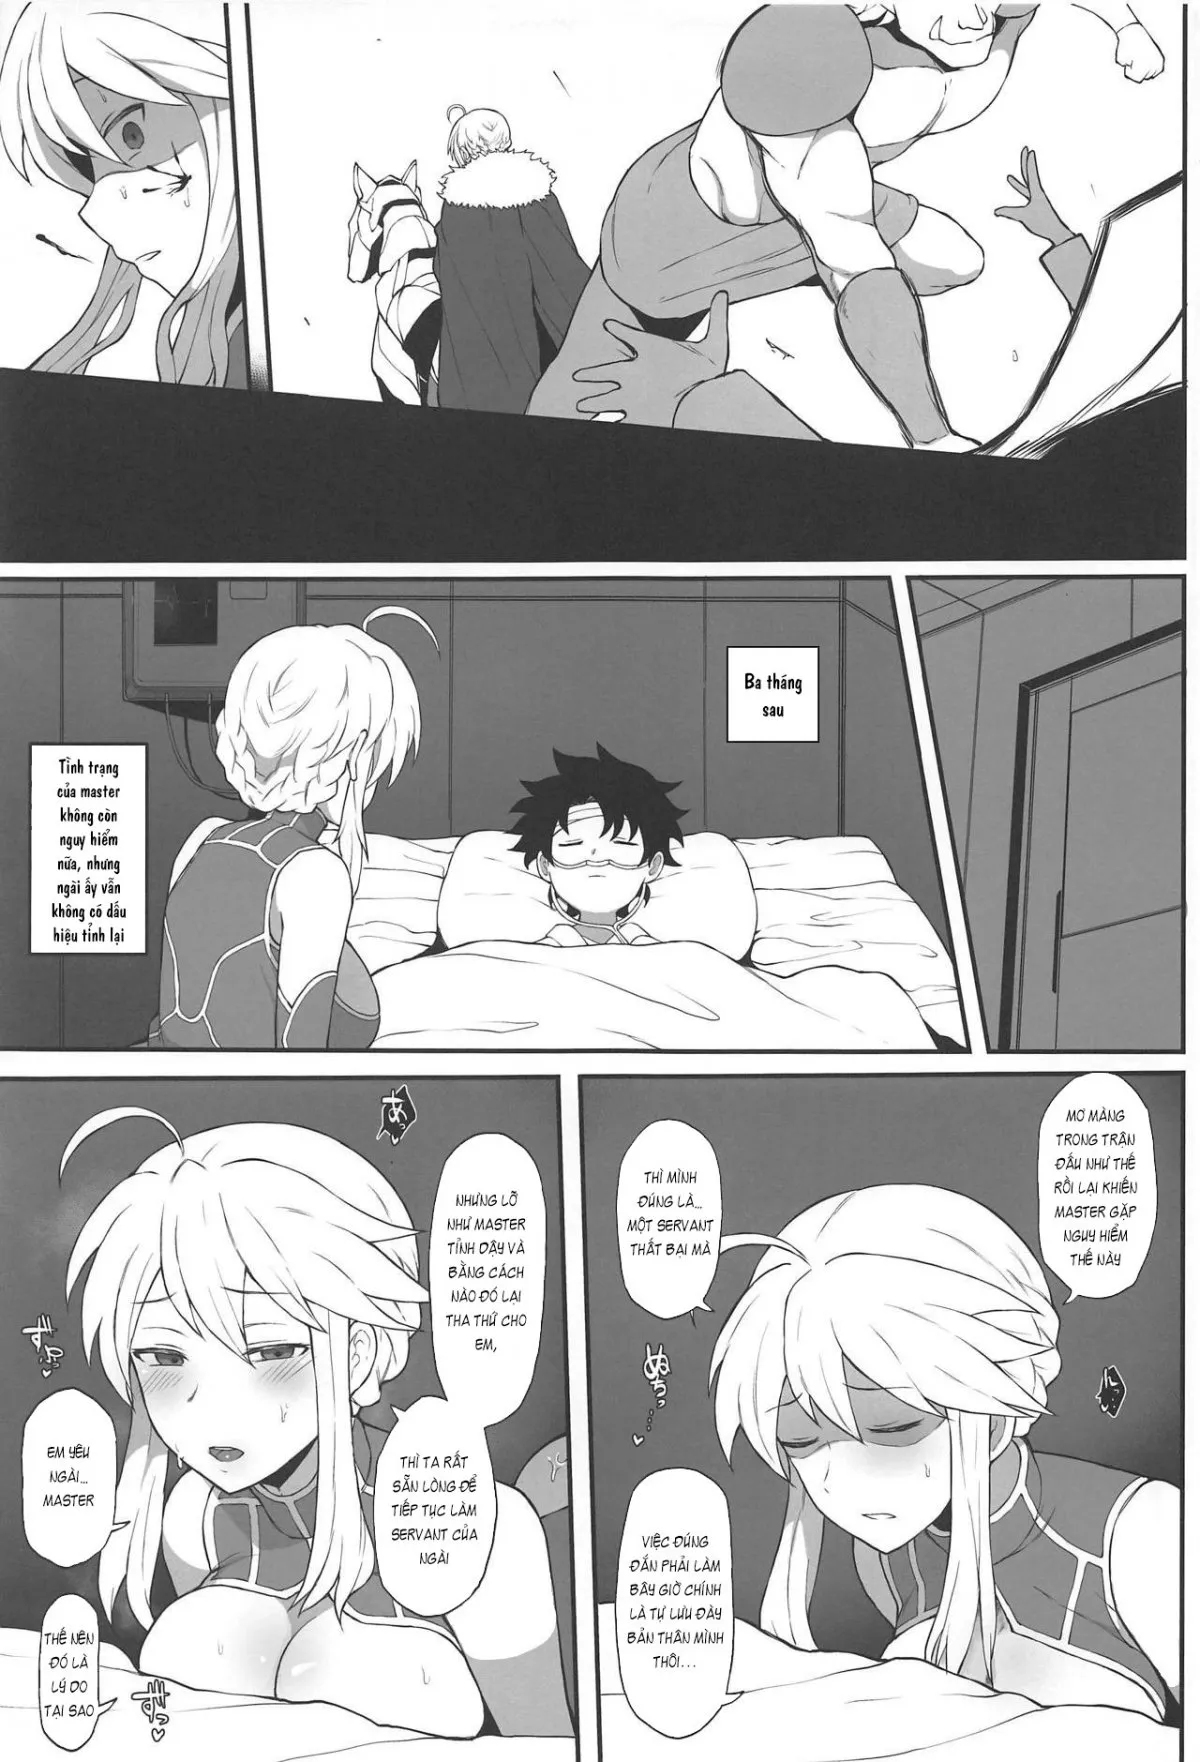 Ba tháng
sau
Tình trạng
của master
không còn
nguy hiểm
nữa, nhưng
ngài ấy vẫn
không có dấu
hiệu tỉnh lại
MƠ MÀNG
TRONG TRẬN
ĐẤU NHƯ THẾ
RỒI LẠI KHIẾN
MASTER GẶP
NGUY HIỂM
THẾ NÀY
THÌ MÌNH
ĐÚNG LÀ...
MỘT SERVANT
THẤT BẠI MÀ
ぬちっ…
VIỆC ĐÚNG
ĐẮN PHẢI LÀM
BÂY GIỜ CHÍNH
LÀ TỰ LƯU ĐÀY
BẢN THÂN MÌNH
THÔI...
NHƯNG LỠ
NHƯ MASTER
TỈNH DẬY VÀ
BẰNG CÁCH
NÀO ĐÓ LẠI
THA THỨ CHO
EM,
THÌ TA RẤT
SẴN LÒNG ĐỂ
TIẾP TỤC LÀM
SERVANT CỦA
NGÀI
EM YÊU
NGÀI...
MASTER
THẾ NÊN
ĐÓ LÀ
LÝ DO
TẠI SAO